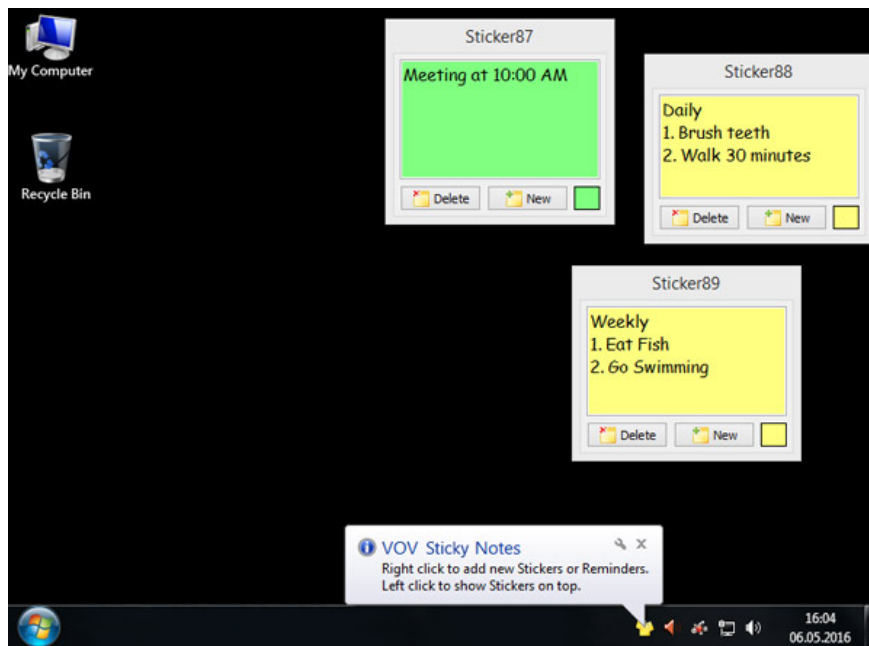 My Computer
Recycle Bin
Sticker87
Meeting at 10:00 AM
Delete New
Sticker88
Daily
1. Brush teeth
2. Walk 30 minutes
Delete New
Sticker89
Weekly
1. Eat Fish
2. Go Swimming
Delete New
VOV Sticky Notes
Right click to add new Stickers or Reminders.
Left click to show Stickers on top.
16:04
06.05.2016